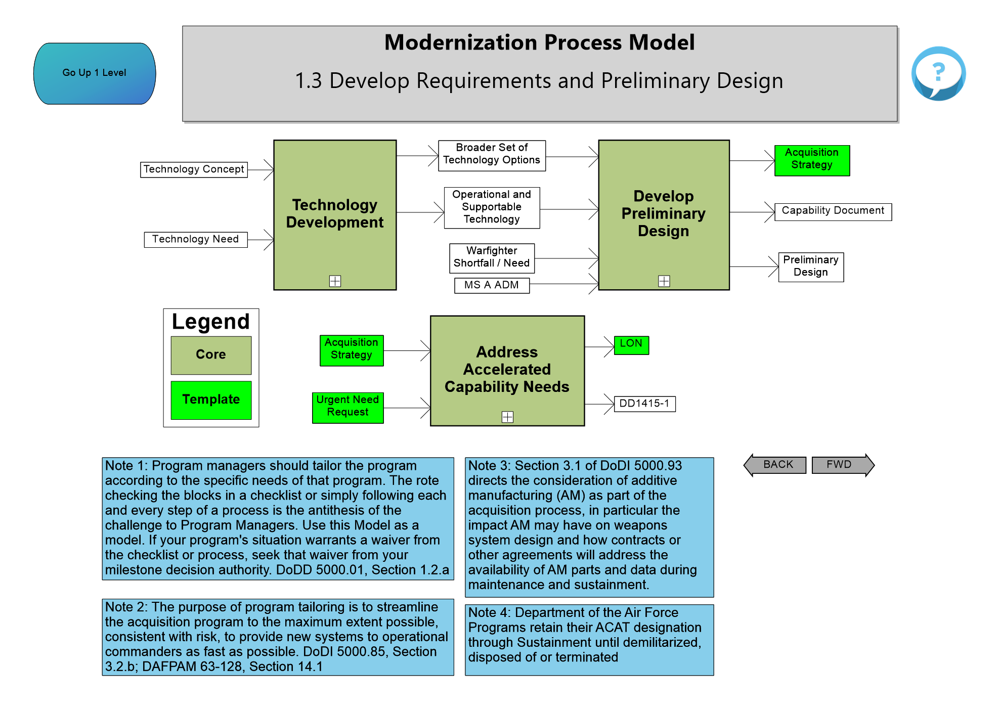 Go Up 1 Level
Modernization Process Model
1.3 Develop Requirements and Preliminary Design
?
Technology Concept
Technology Need
Technology
Development
Broader Set of
Technology Options
Operational and
Supportable
Technology
Warfighter
Shortfall / Need
MS A ADM
Develop
Preliminary
Design
Acquisition
Strategy
Capability Document
Preliminary
Design
Legend
Core
Template
Acquisition
Strategy
Urgent Need
Request
Address
Accelerated
Capability Needs
LON
DD1415-1
Note 1: Program managers should tailor the program
according to the specific needs of that program. The rote
checking the blocks in a checklist or simply following each
and every step of a process is the antithesis of the
challenge to Program Managers. Use this Model as a
model. If your program's situation warrants a waiver from
the checklist or process, seek that waiver from your
milestone decision authority. DoDD 5000.01, Section 1.2.a
Note 2: The purpose of program tailoring is to streamline
the acquisition program to the maximum extent possible,
consistent with risk, to provide new systems to operational
commanders as fast as possible. DoDI 5000.85, Section
3.2.b; DAFPAM 63-128, Section 14.1
Note 3: Section 3.1 of DoDI 5000.93
directs the consideration of additive
manufacturing (AM) as part of the
acquisition process, in particular the
impact AM may have on weapons
system design and how contracts or
other agreements will address the
availability of AM parts and data during
maintenance and sustainment.
Note 4: Department of the Air Force
Programs retain their ACAT designation
through Sustainment until demilitarized,
disposed of or terminated
BACK
FWD